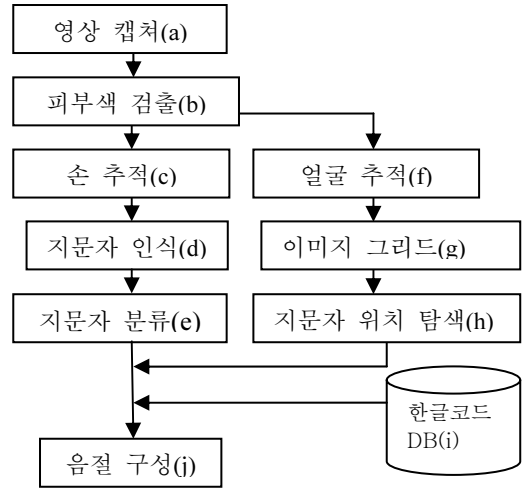 영상 캡쳐(a)
피부색 검출(b)
손 추적(c)
얼굴 추적(f)
지문자 인식(d)
이미지 그리드(g)
지문자 분류(e)
지문자 위치 탐색(h)
한글코드
DB(i)
음절 구성(j)